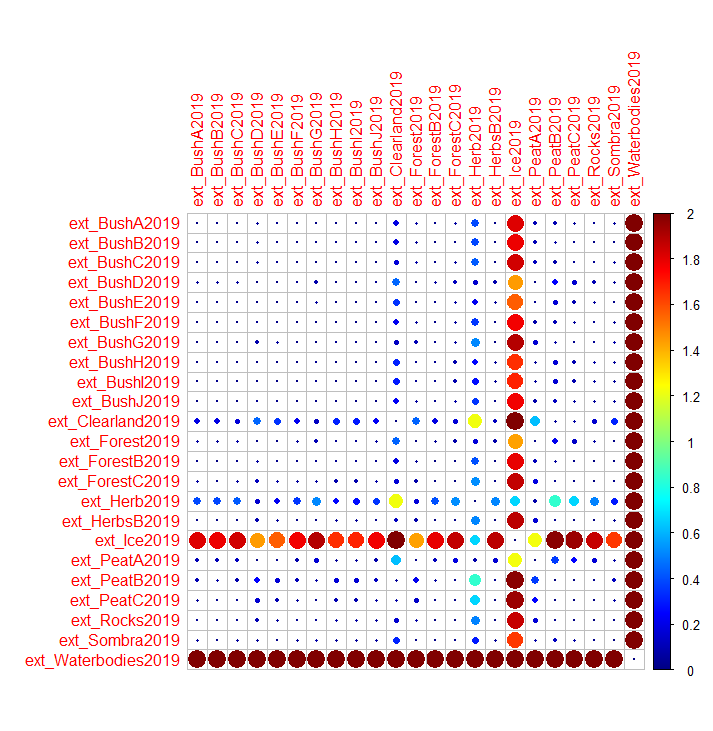 ext_BushA2019
ext_BushB2019
ext_BushC2019
ext_BushD2019
ext_BushE2019
ext_BushF2019
ext_BushG2019
ext_BushH2019
ext_BushI2019
ext_BushJ2019
ext_Clearland2019
ext_Forest2019
ext_ForestB2019
ext_ForestC2019
ext_Herb2019
ext_HerbsB2019
ext_Ice2019
ext_PeatA2019
ext_PeatB2019
ext_PeatC2019
ext_Rocks2019
ext_Sombra2019
ext_Waterbodies2019
ext_BushA2019
ext_BushB2019
ext_BushC2019
ext_BushD2019
ext_BushE2019
ext_BushF2019
ext_BushG2019
ext_BushH2019
ext_BushI2019
ext_BushJ2019
ext_Clearland2019
ext_Forest2019
ext_ForestB2019
ext_ForestC2019
ext_Herb2019
ext_HerbsB2019
ext_Ice2019
ext_PeatA2019
ext_PeatB2019
ext_PeatC2019
ext_Rocks2019
ext_Sombra2019
ext_Waterbodies2019
2
1.8
1.6
1.4
1.2
1
0.8
0.6
0.4
0.2
0